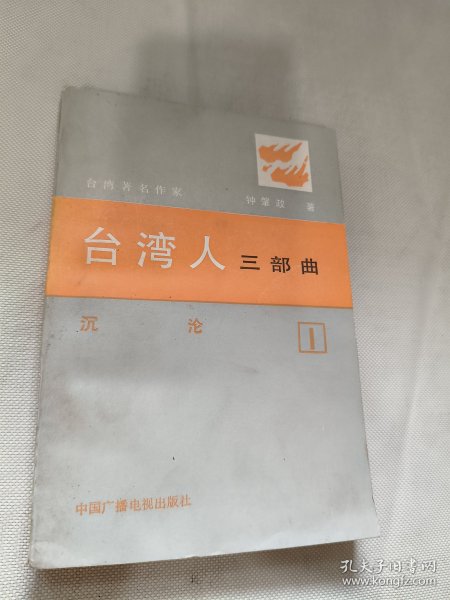 台湾著名作家
钟肇政 著
台湾人 三部曲
沉 沦 1
中国广播电视出版社
孔夫子旧书网
www.kongfz.com